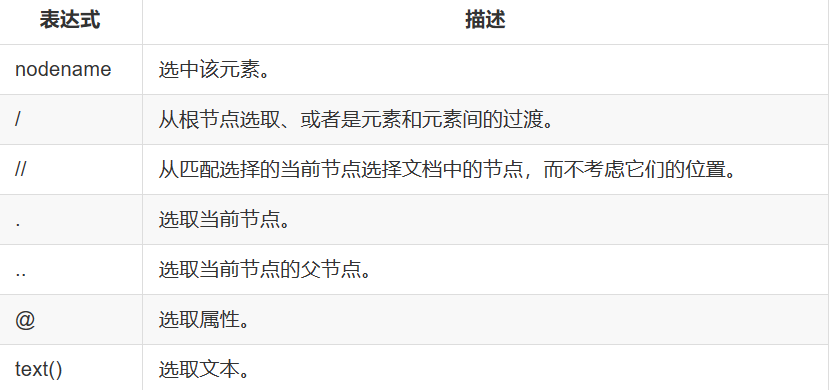 表达式 描述
nodename 选中该元素。
/ 从根节点选取、或者是元素和元素间的过渡。
// 从匹配选择的当前节点选择文档中的节点，而不考虑它们的位置。
. 选取当前节点。
.. 选取当前节点的父节点。
@ 选取属性。
text() 选取文本。